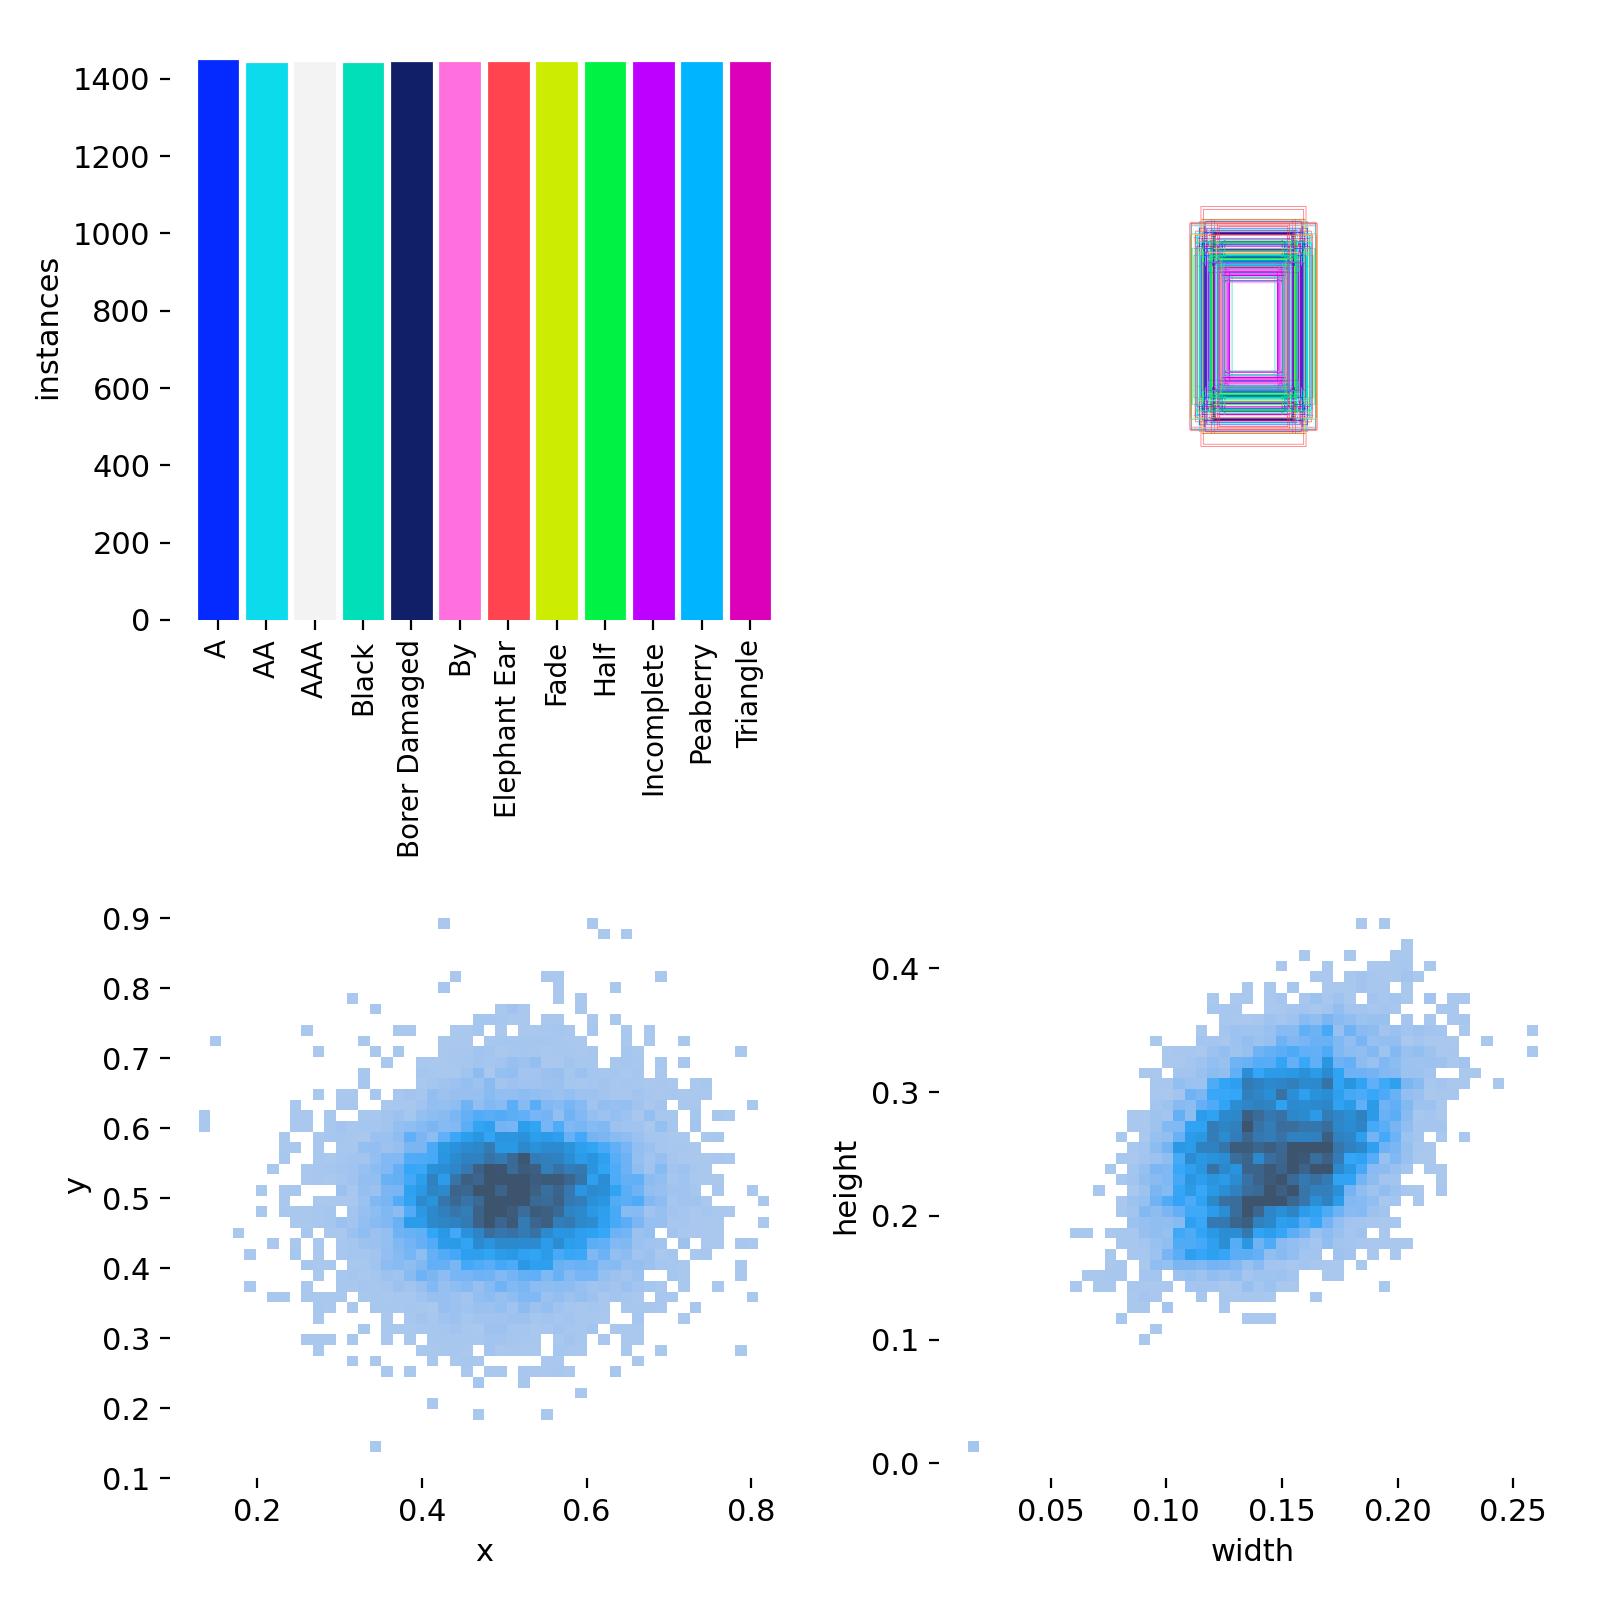 instances
1400
1200
1000
800
600
400
200
0
A
AA
AAA
Black
Borer Damaged
By
Elephant Ear
Fade
Half
Incomplete
Peaberry
Triangle
y
0.9
0.8
0.7
0.6
0.5
0.4
0.3
0.2
0.1
0.2 0.4 0.6 0.8
x
height
0.4
0.3
0.2
0.1
0.0
0.05 0.10 0.15 0.20 0.25
width